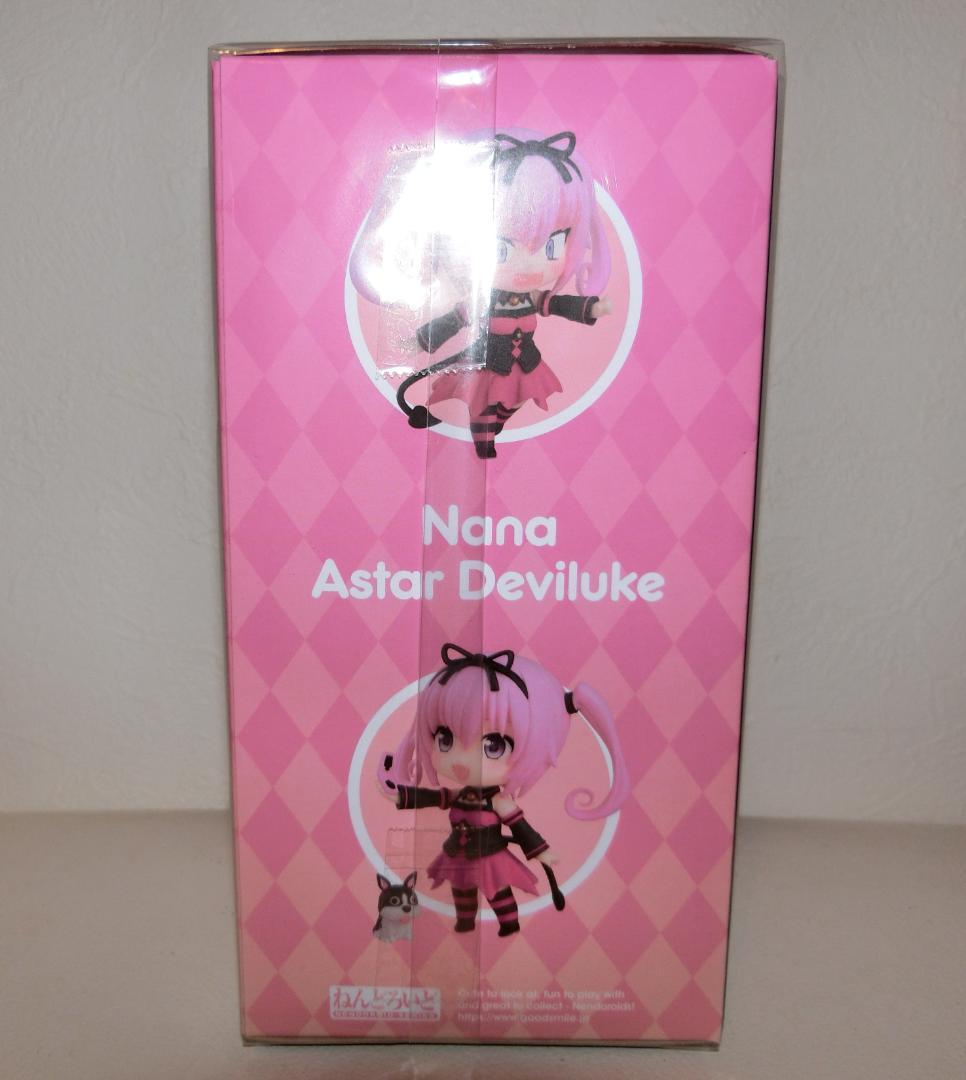 Nana
Astar Deviluke
ねんどろいど
NENDOROID SERIES
Cute to look at, fun to play with
and great to collect - Nendoroids!
https://www.goodsmile.jp